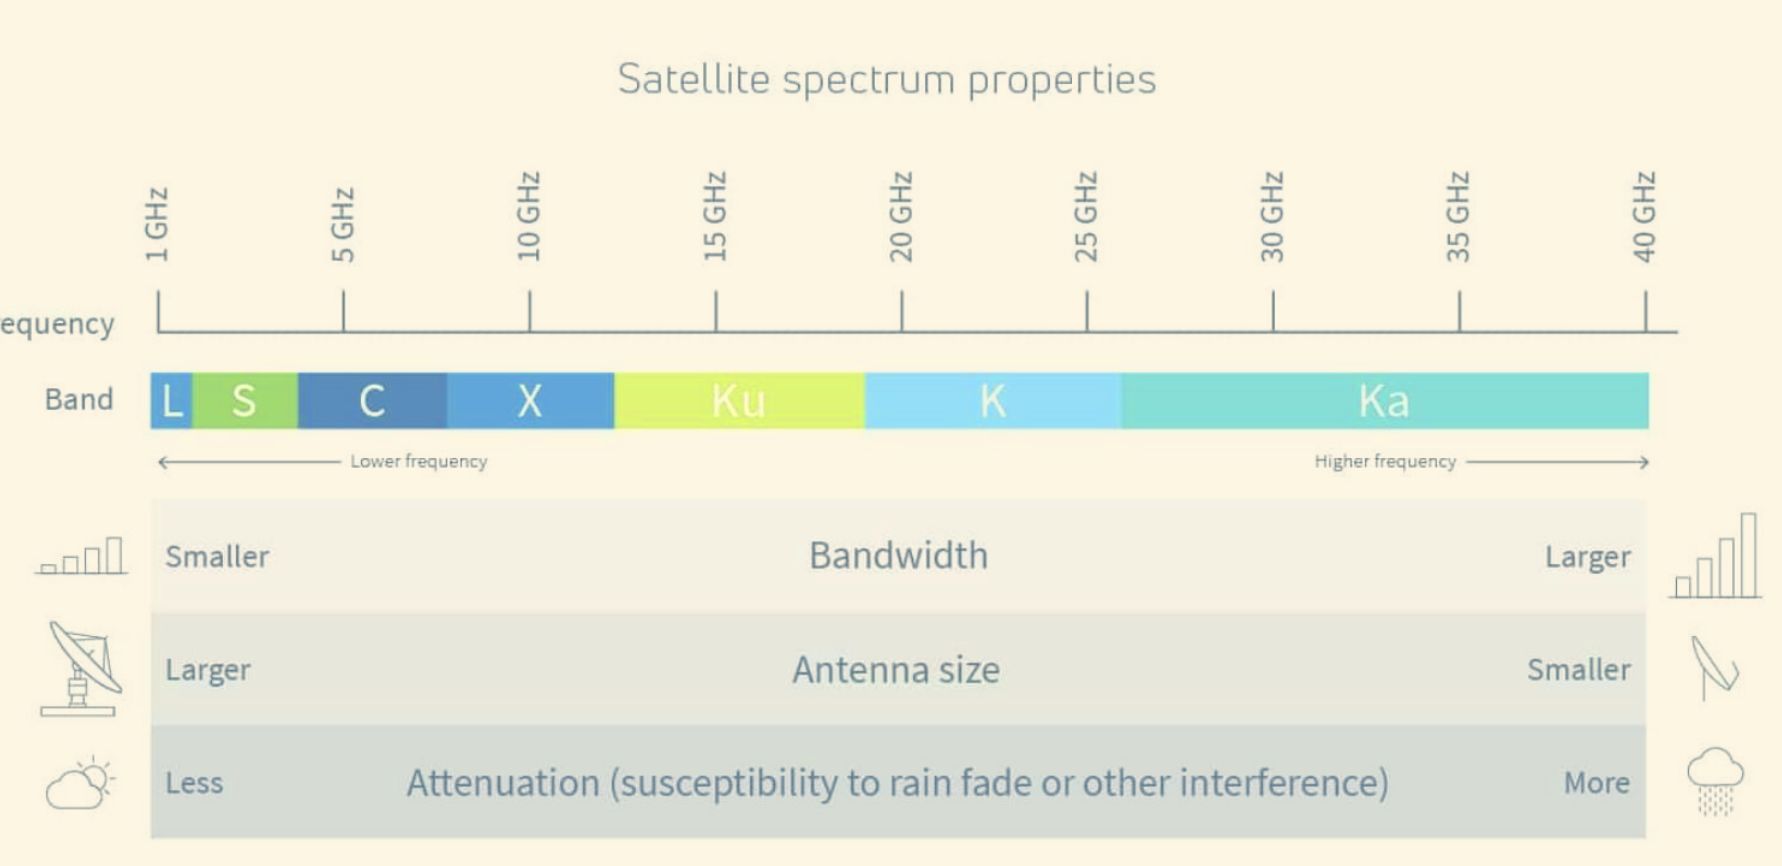 Satellite spectrum properties
1 GHz
5 GHz
10 GHz
15 GHz
20 GHz
25 GHz
30 GHz
35 GHz
40 GHz
equency
Band L S C X Ku K Ka
Lower frequency Higher frequency
Smaller Bandwidth Larger
Larger Antenna size Smaller
Less Attenuation (susceptibility to rain fade or other interference) More